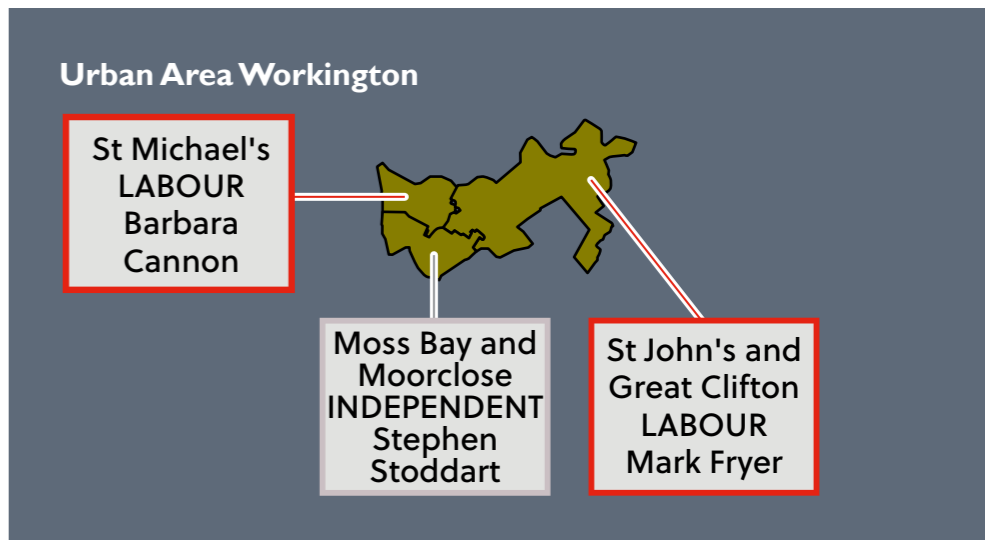 Urban Area Workington
St Michael's
LABOUR
Barbara
Cannon
Moss Bay and
Moorclose
INDEPENDENT
Stephen
Stoddart
St John's and
Great Clifton
LABOUR
Mark Fryer